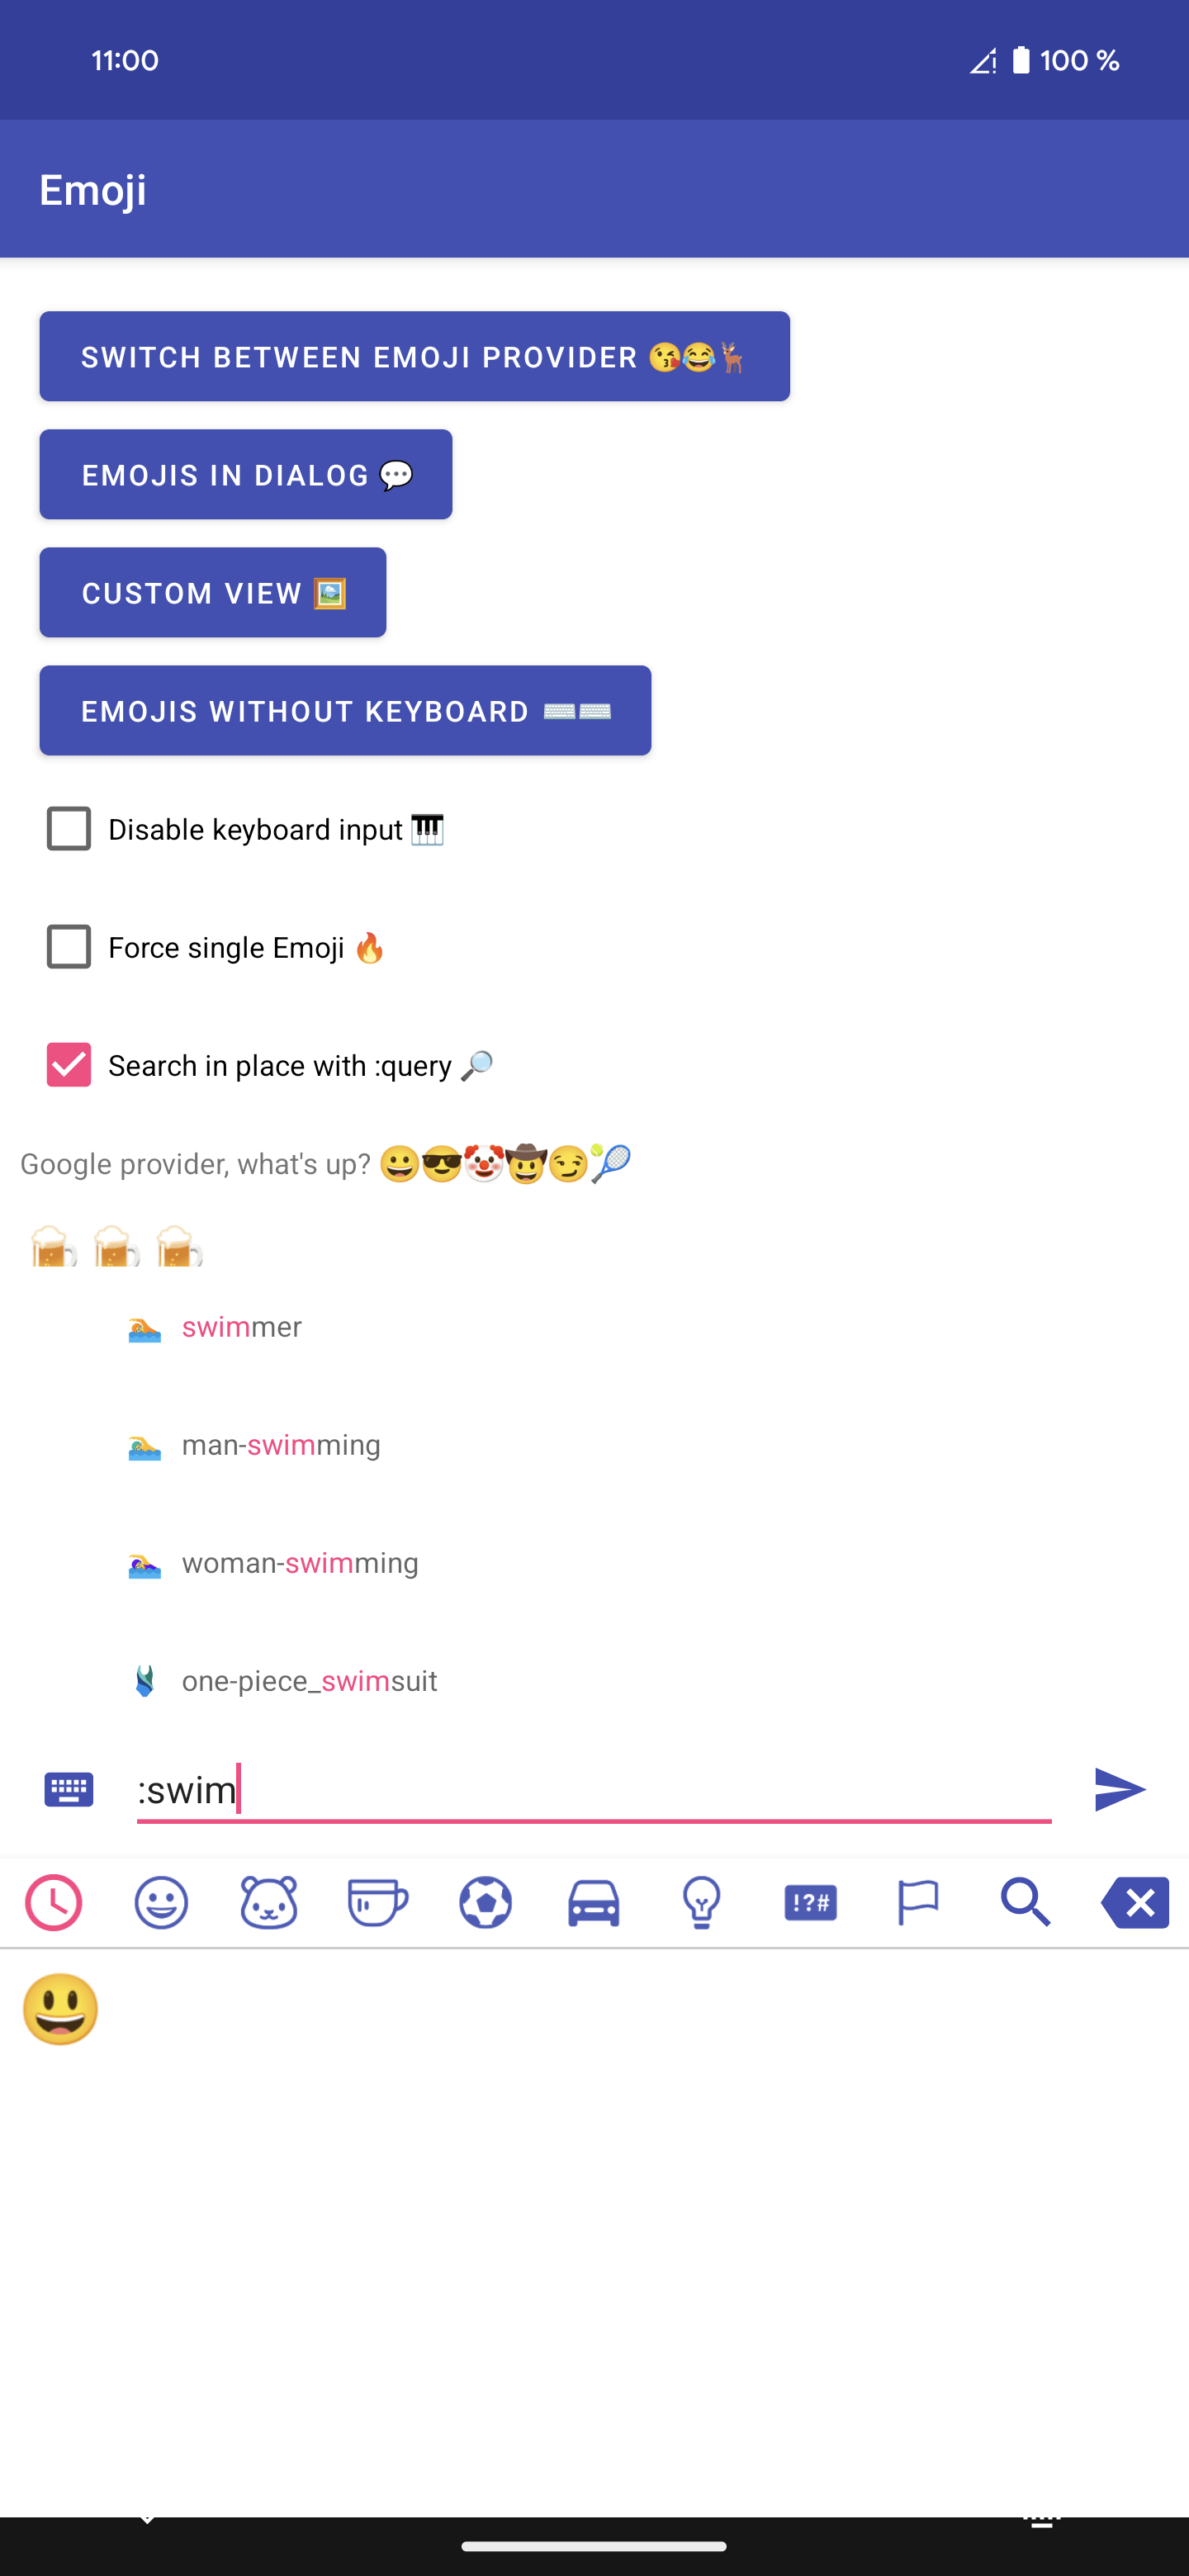 11:00
100 %
Emoji
SWITCH BETWEEN EMOJI PROVIDER 😘😂🦌
EMOJIS IN DIALOG 💬
CUSTOM VIEW 🖼️
EMOJIS WITHOUT KEYBOARD ⌨️⌨️
Disable keyboard input 🎹
Force single Emoji 🔥
Search in place with :query 🔎
Google provider, what's up? 😀😎🤡🤠😏🎾
🍺 🍺 🍺
🏊 swimmer
🏊‍♂️ man-swimming
🏊‍♀️ woman-swimming
🩱 one-piece_swimsuit
:swim
!?#
😃